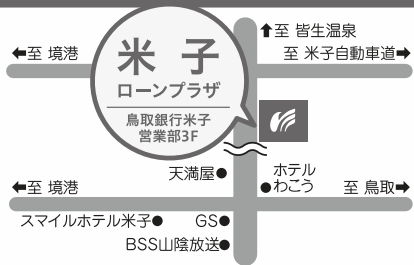 ↑至 皆生温泉
←至 境港
至 米子自動車道→
米子
ローンプラザ
鳥取銀行米子
営業部3F
天満屋●
ホテル
●わこう
←至 境港
至 鳥取→
スマイルホテル米子●
GS●
BSS山陰放送●